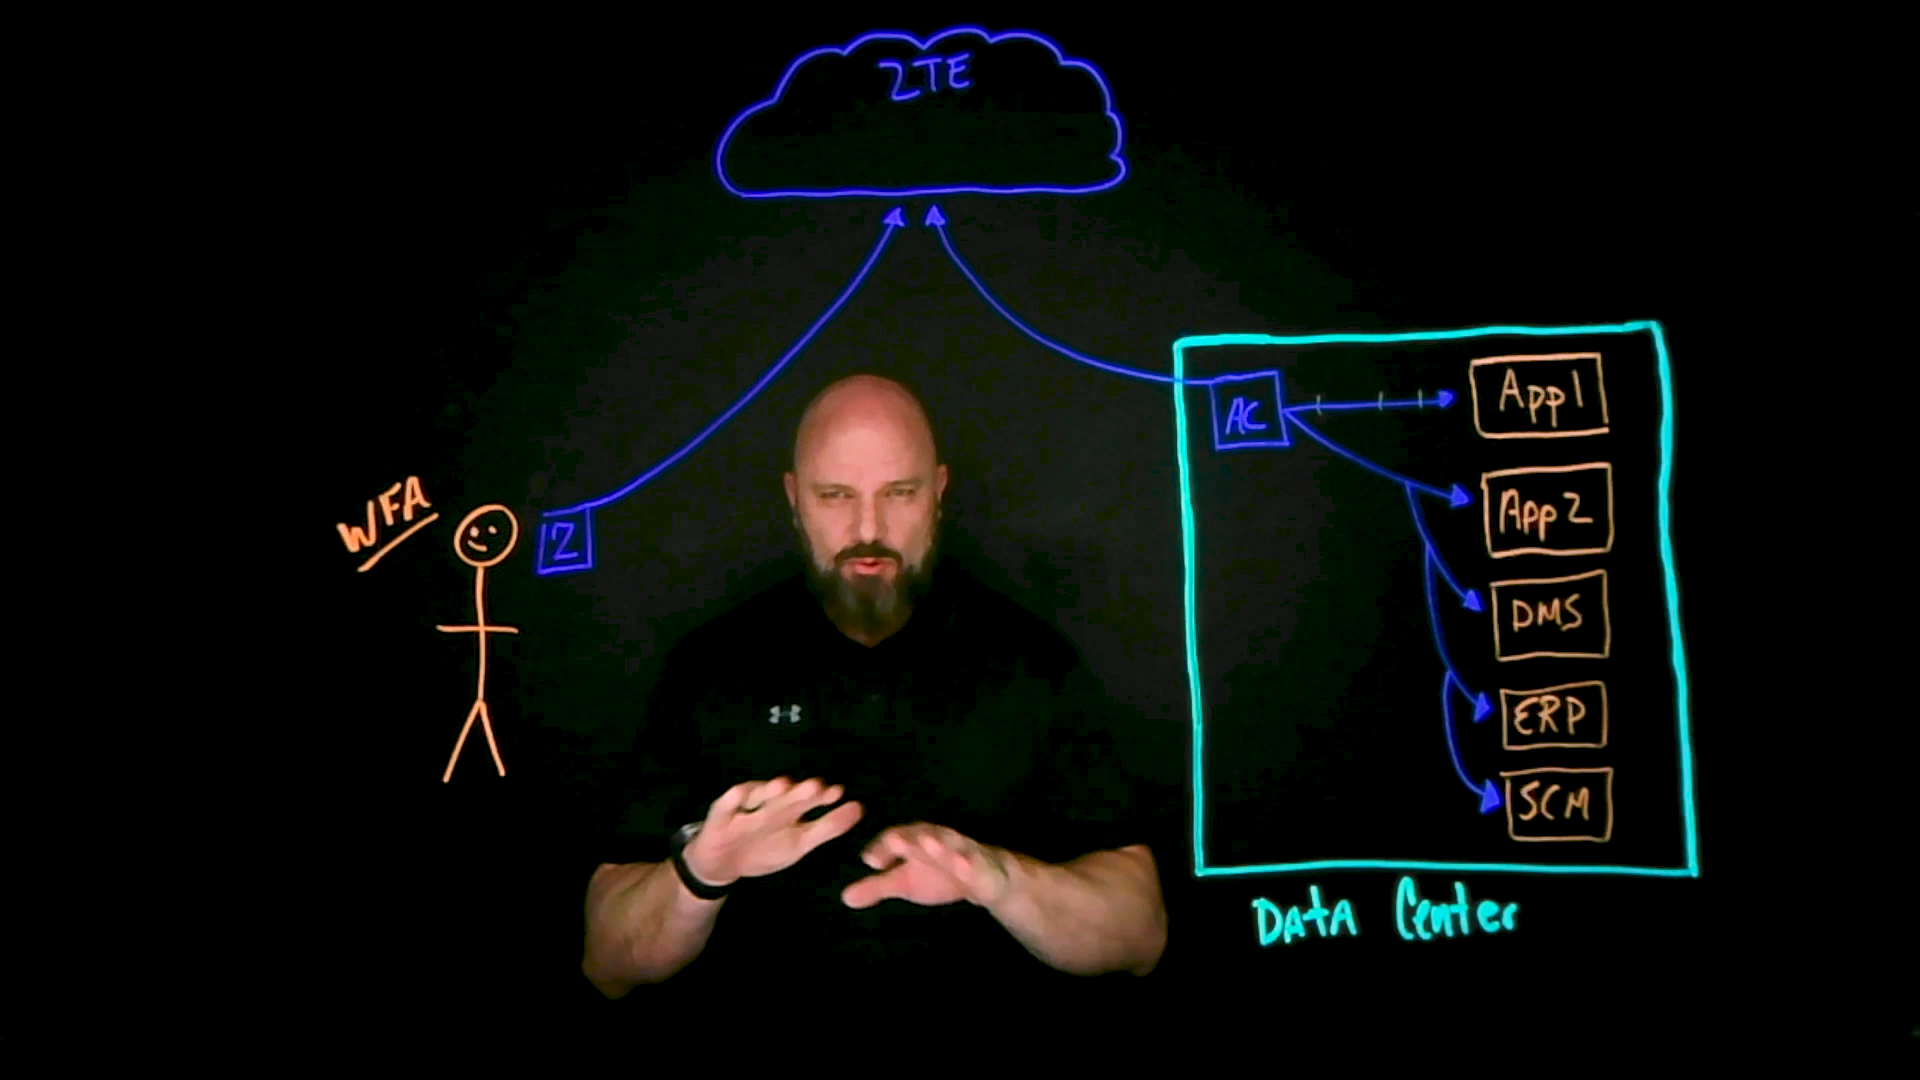 ZTE
WFA
Z
AC
App1
App2
DMS
ERP
SCM
Data Center